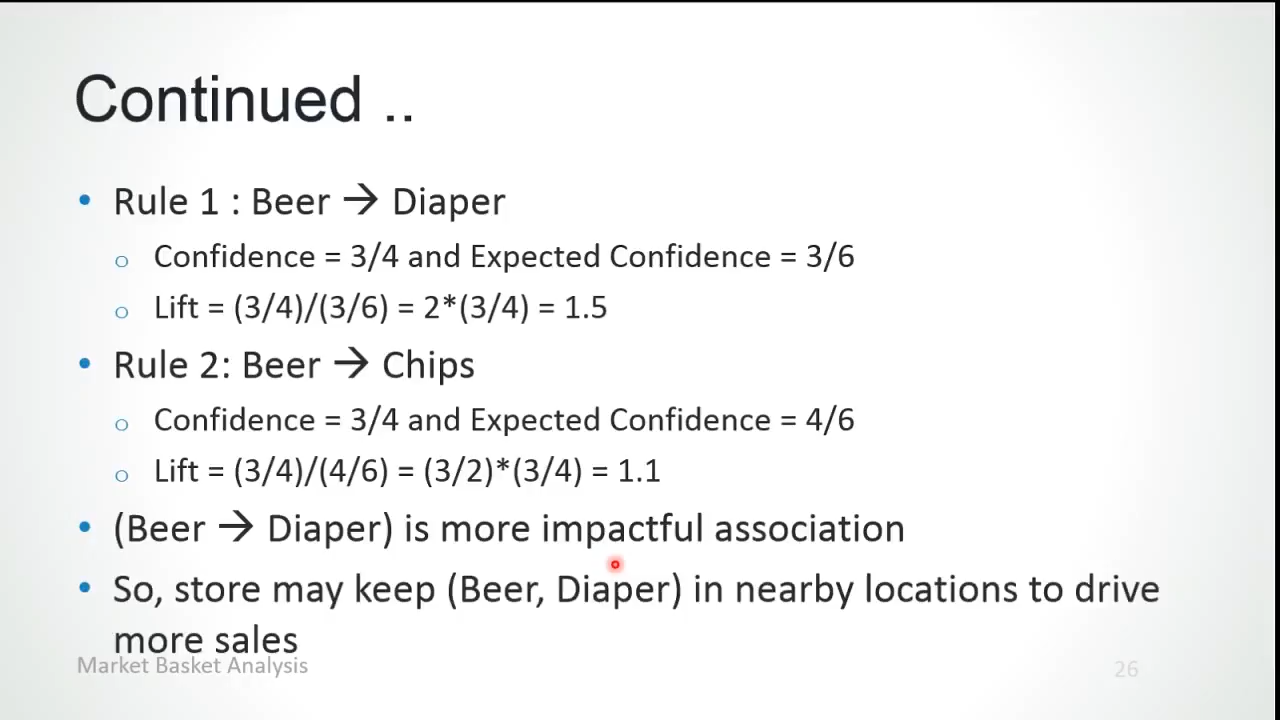 Continued ..
• Rule 1 : Beer → Diaper
o Confidence = 3/4 and Expected Confidence = 3/6
o Lift = (3/4)/(3/6) = 2*(3/4) = 1.5
• Rule 2: Beer → Chips
o Confidence = 3/4 and Expected Confidence = 4/6
o Lift = (3/4)/(4/6) = (3/2)*(3/4) = 1.1
• (Beer → Diaper) is more impactful association
• So, store may keep (Beer, Diaper) in nearby locations to drive
more sales
Market Basket Analysis
26